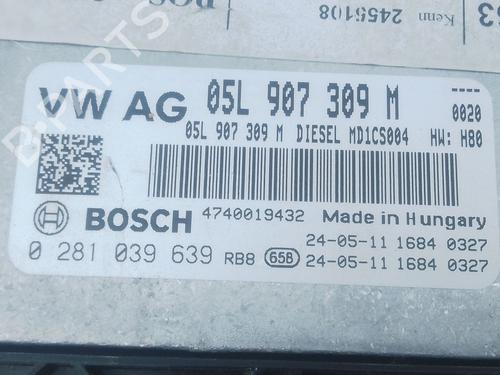 Kenn
2455108
VW AG 05L 907 309 M ----
0020
05L 907 309 M DIESEL MD1CS004 HW: H80
BOSCH 4740019432 Made in Hungary
0 281 039 639 RB8 658 24-05-11 1684 0327
24-05-11 1684 0327